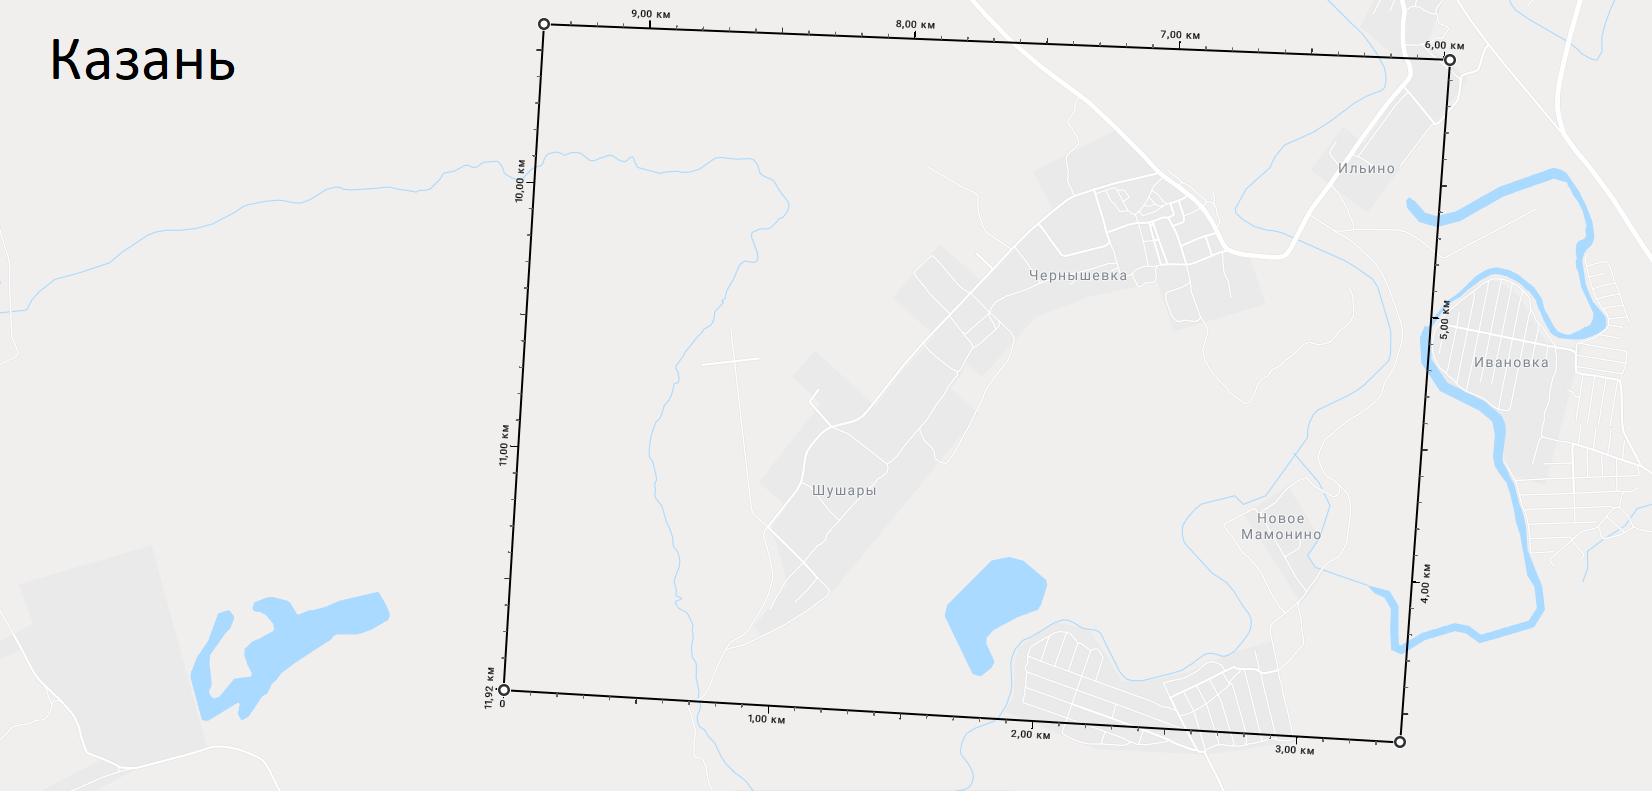 Казань
9,00 км
8,00 км
7,00 км
6,00 км
Ильино
10,00 км
Чернышевка
5,00 км
Ивановка
11,00 км
Шушары
Новое
Мамонино
4,00 км
11,92 км
0
1,00 км
2,00 км
3,00 км